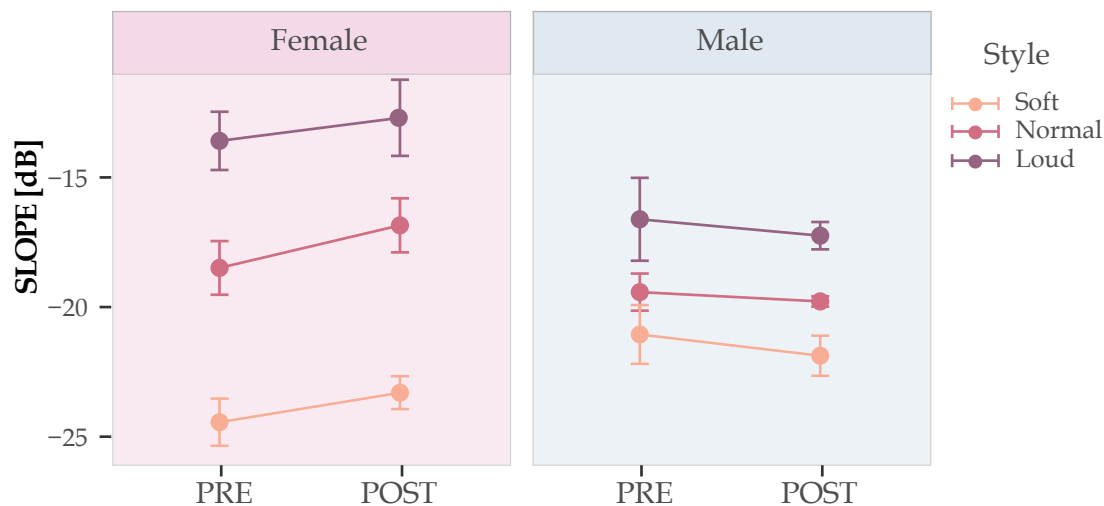 Female
Male
Style
Soft
Normal
Loud
SLOPE [dB]
−15
−20
−25
PRE
POST
PRE
POST